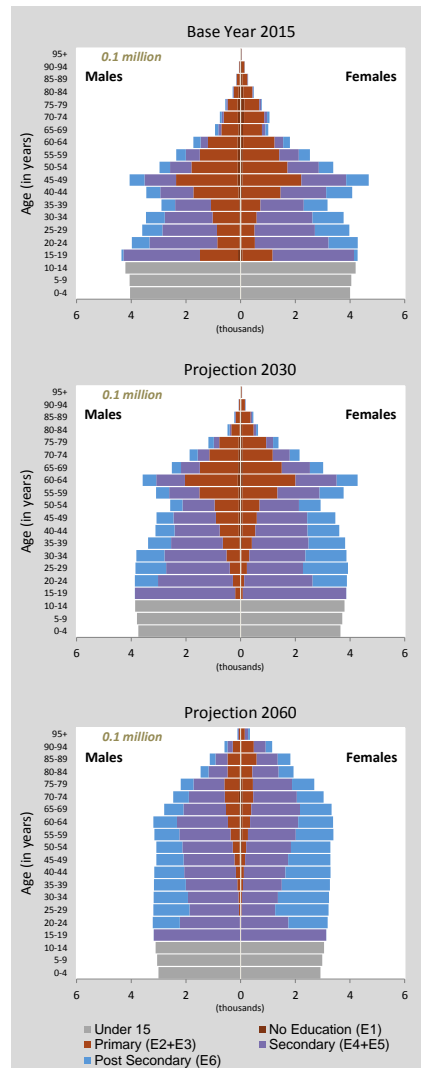 Base Year 2015
0.1 million
Males
Females
Age (in years)
95+
90-94
85-89
80-84
75-79
70-74
65-69
60-64
55-59
50-54
45-49
40-44
35-39
30-34
25-29
20-24
15-19
10-14
5-9
0-4
6 4 2 0 2 4 6
(thousands)
Projection 2030
0.1 million
Males
Females
Age (in years)
95+
90-94
85-89
80-84
75-79
70-74
65-69
60-64
55-59
50-54
45-49
40-44
35-39
30-34
25-29
20-24
15-19
10-14
5-9
0-4
6 4 2 0 2 4 6
(thousands)
Projection 2060
0.1 million
Males
Females
Age (in years)
95+
90-94
85-89
80-84
75-79
70-74
65-69
60-64
55-59
50-54
45-49
40-44
35-39
30-34
25-29
20-24
15-19
10-14
5-9
0-4
6 4 2 0 2 4 6
(thousands)
Under 15 No Education (E1)
Primary (E2+E3) Secondary (E4+E5)
Post Secondary (E6)